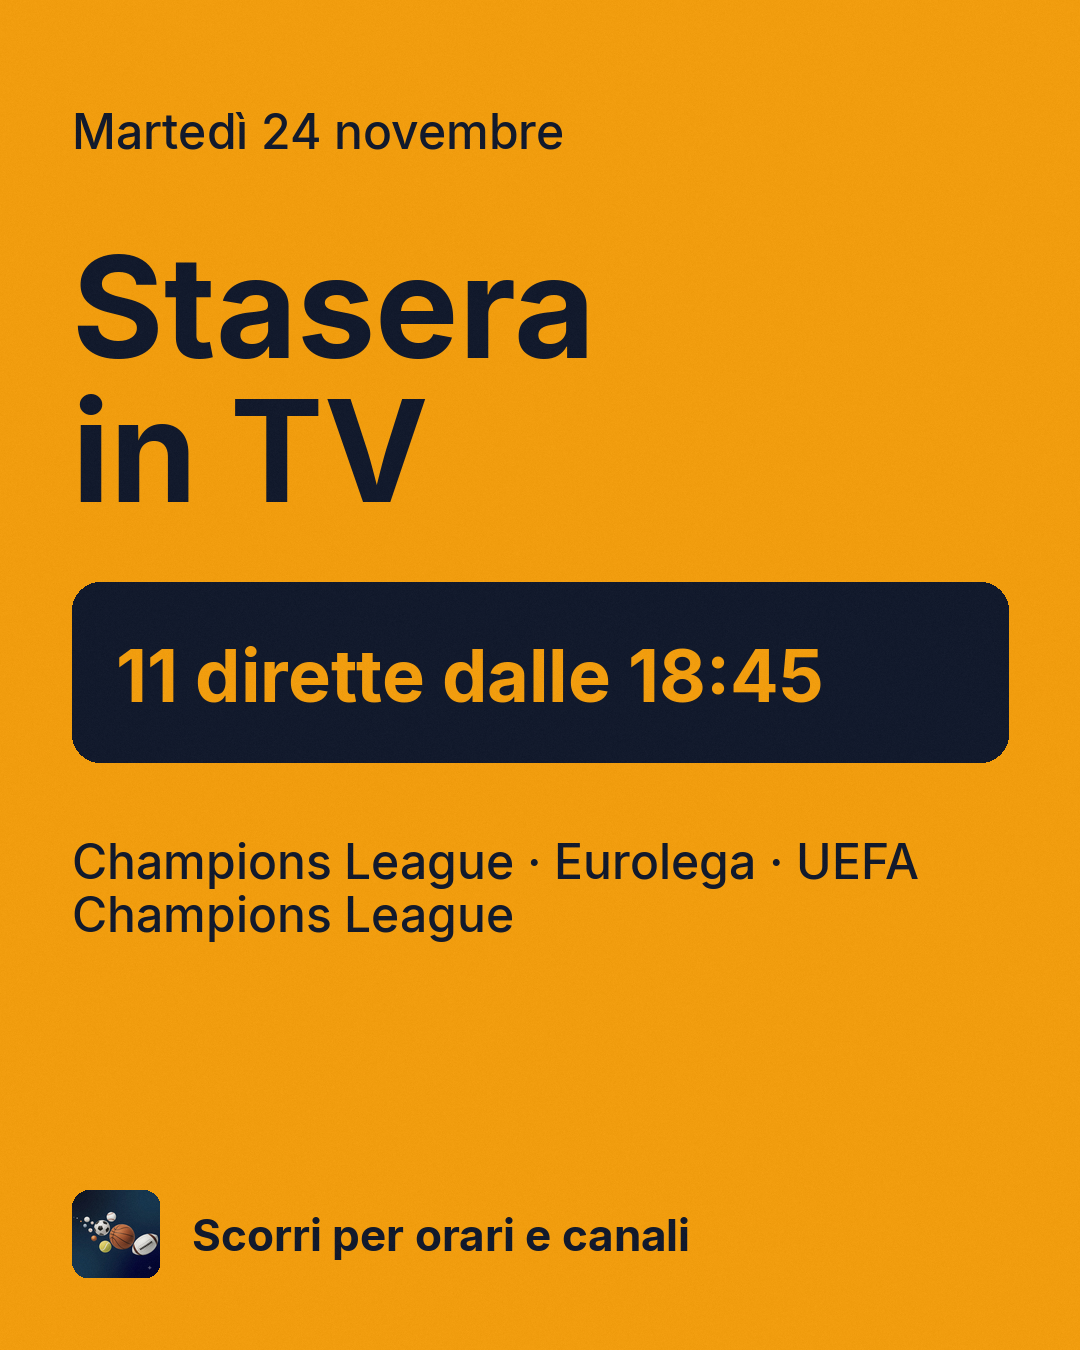 Martedì 24 novembre
Stasera
in TV
11 dirette dalle 18:45
Champions League · Eurolega · UEFA
Champions League
Scorri per orari e canali